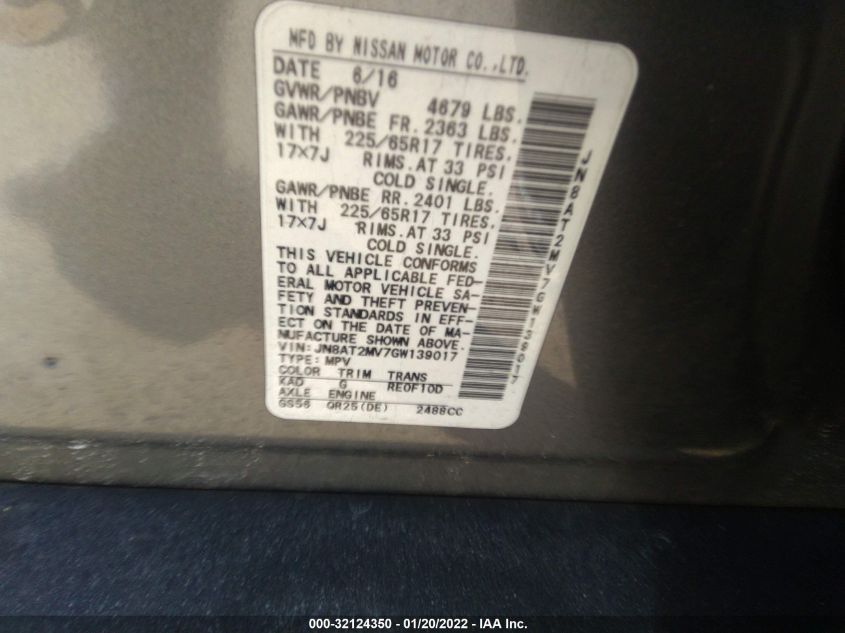 MFD BY NISSAN MOTOR CO.,LTD.
DATE 6/16
GVWR/PNBV 4679 LBS.
GAWR/PNBE FR. 2363 LBS.
WITH 225/65R17 TIRES,
17×7J RIMS.AT 33 PSI
COLD SINGLE.
GAWR/PNBE RR. 2401 LBS.
WITH 225/65R17 TIRES,
17×7J RIMS.AT 33 PSI
COLD SINGLE.
THIS VEHICLE CONFORMS
TO ALL APPLICABLE FED-
ERAL MOTOR VEHICLE SA-
FETY AND THEFT PREVEN-
TION STANDARDS IN EFF-
ECT ON THE DATE OF MA-
NUFACTURE SHOWN ABOVE.
VIN:JN8AT2MV7GW139017
TYPE:MPV
COLOR TRIM TRANS
KAD G RE0F10D
AXLE ENGINE
GS56 QR25(DE) 2488CC
JN8AT2MV7GW139017
000-32124350 - 01/20/2022 - IAA Inc.